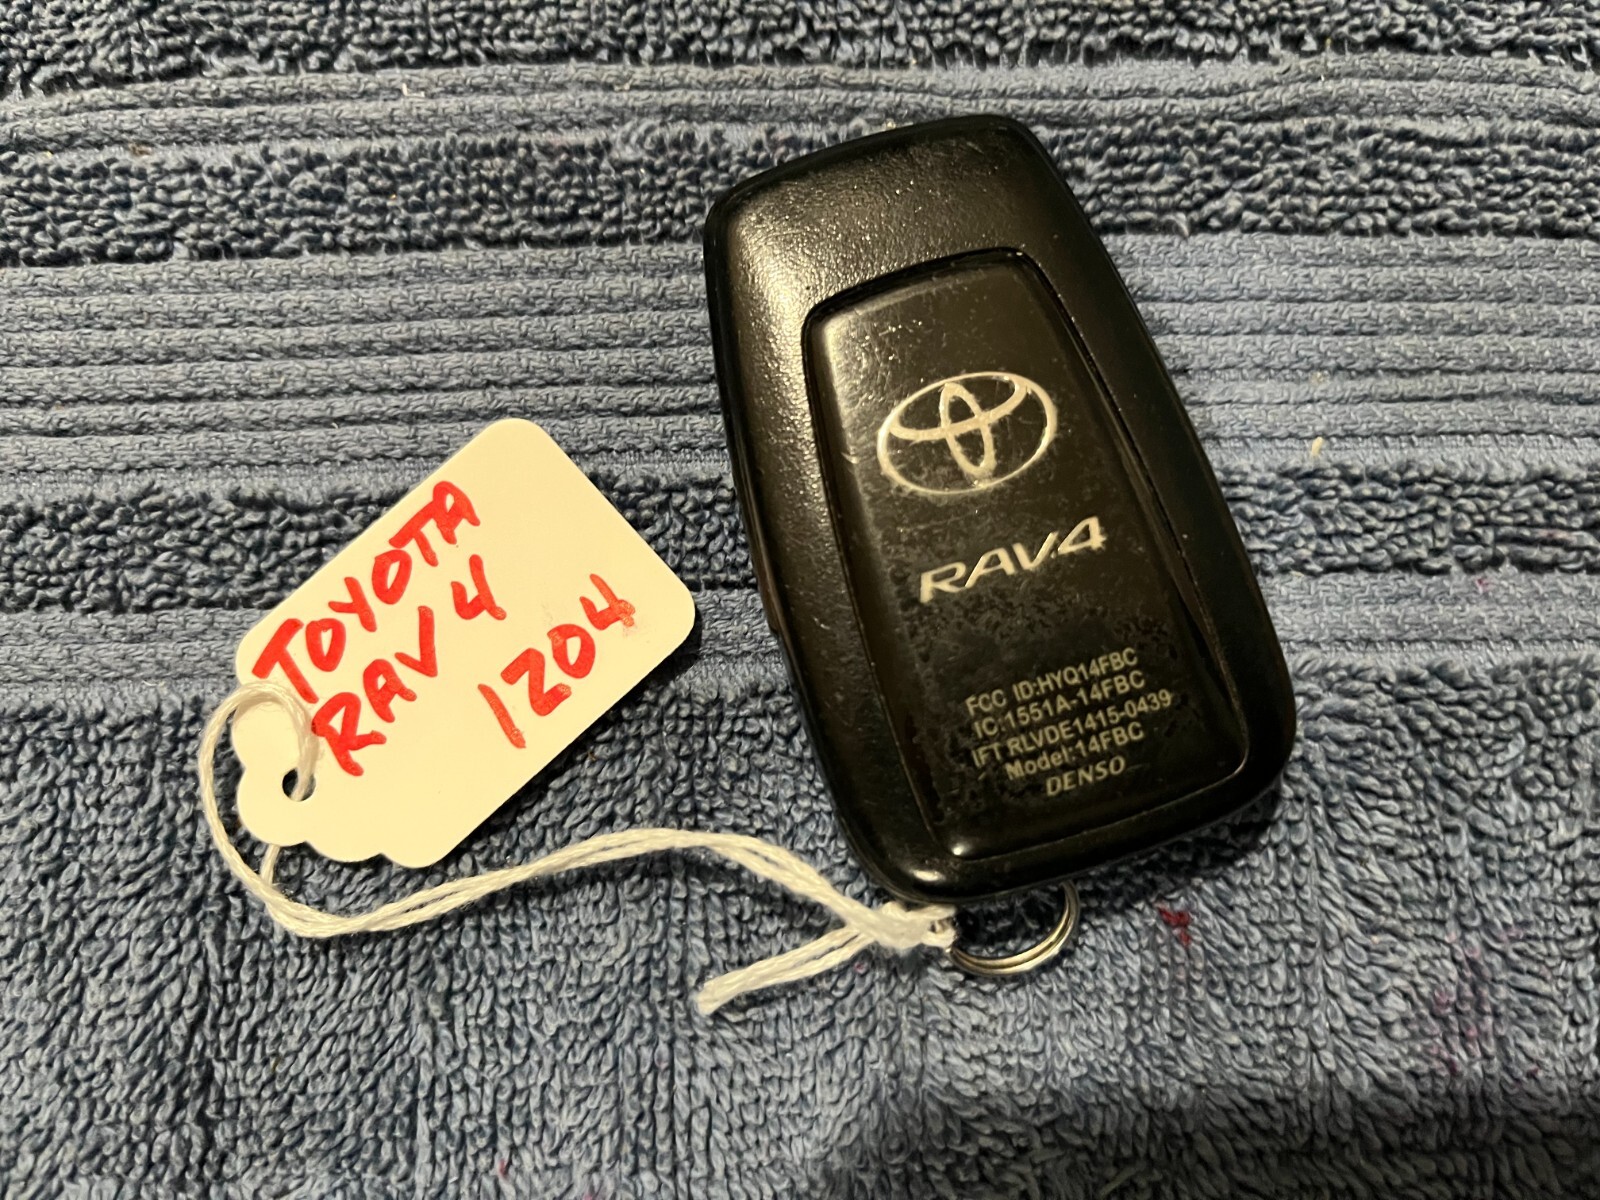 TOYOTA
RAV4
1204
RAV4
FCC ID:HYQ14FBC
IC:1551A-14FBC
IFT:RLVDE1415-0439
Model:14FBC
DENSO